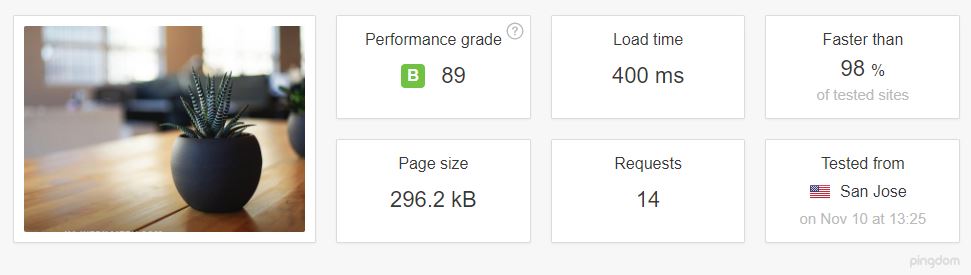 Performance grade
?
B 89
Load time
400 ms
Faster than
98 %
of tested sites
Page size
296.2 kB
Requests
14
Tested from
San Jose
on Nov 10 at 13:25
pingdom